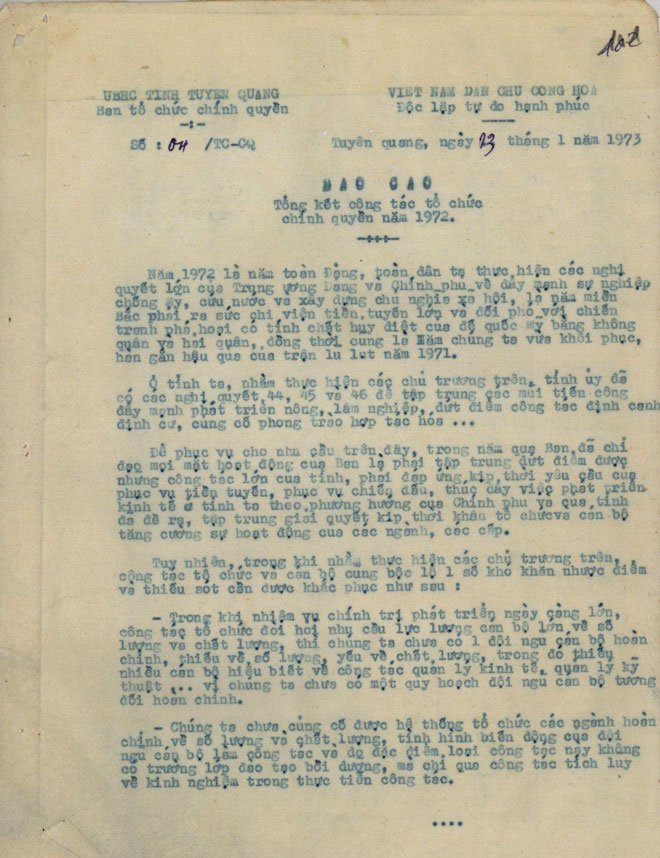 102
UBHC TỈNH TUYÊN QUANG
Ban tổ chức chính quyền
-:-
Số : 04 /TC-CQ
VIỆT NAM DÂN CHỦ CỘNG HÒA
Độc lập tự do hạnh phúc
Tuyên quang, ngày 23 tháng 1 năm 1973
BÁO CÁO
Tổng kết công tác tổ chức
chính quyền năm 1972.
Năm 1972 là năm toàn Đảng, toàn dân ta thực hiện các nghị
quyết lớn của Trung ương Đảng và Chính phủ về đẩy mạnh sự nghiệp
chống Mỹ, cứu nước và xây dựng chủ nghĩa xã hội, là năm miền
Bắc phải ra sức chi viện tiền tuyến lớn và đối phó với chiến
tranh phá hoại có tính chất hủy diệt của đế quốc Mỹ bằng không
quân và hải quân, đồng thời cũng là Năm chúng ta vừa khôi phục,
hàn gắn hậu quả của trận lũ lụt năm 1971.
Ở tỉnh ta, nhằm thực hiện các chủ trương trên, tỉnh ủy đã
có các nghị quyết 44, 45 và 46 để tập trung các mũi tiến công
đẩy mạnh phát triển nông, lâm nghiệp, dứt điểm công tác định canh
định cư, củng cố phong trào hợp tác hóa ...
Để phục vụ cho nhu cầu trên đây, trong năm qua Ban đã chỉ
đạo mọi mặt hoạt động của Ban là phải tập trung dứt điểm được
những công tác lớn của tỉnh, phải đáp ứng kịp thời yêu cầu của
phục vụ tiền tuyến, phục vụ chiến đấu, thúc đẩy việc phát triển
kinh tế ở tỉnh ta theo phương hướng của Chính phủ và của tỉnh
đã đề ra, tập trung giải quyết kịp thời khâu tổ chức và cán bộ
tăng cường sự hoạt động của các ngành, các cấp.
Tuy nhiên, trong khi nhằm thực hiện các chủ trương trên,
công tác tổ chức và cán bộ cũng bộc lộ 1 số khó khăn nhược điểm
và thiếu sót cần được khắc phục như sau :
- Trong khi nhiệm vụ chính trị phát triển ngày càng lớn,
công tác tổ chức đòi hỏi nhu cầu lực lượng cán bộ lớn về số
lượng và chất lượng, thì chúng ta chưa có 1 đội ngũ cán bộ hoàn
chỉnh, thiếu về số lượng, yếu về chất lượng, trong đó thiếu
nhiều cán bộ hiểu biết về công tác quản lý kinh tế, quản lý kỹ
thuật ... vì chúng ta chưa có một quy hoạch đội ngũ cán bộ tương
đối hoàn chỉnh.
- Chúng ta chưa củng cố được hệ thống tổ chức các ngành hoàn
chỉnh về số lượng và chất lượng, tình hình biến động của đội
ngũ cán bộ làm công tác và do đặc điểm loại công tác này không
có trường lớp đào tạo bồi dưỡng, mà chỉ qua công tác tích lũy
về kinh nghiệm trong thực tiễn công tác.
....